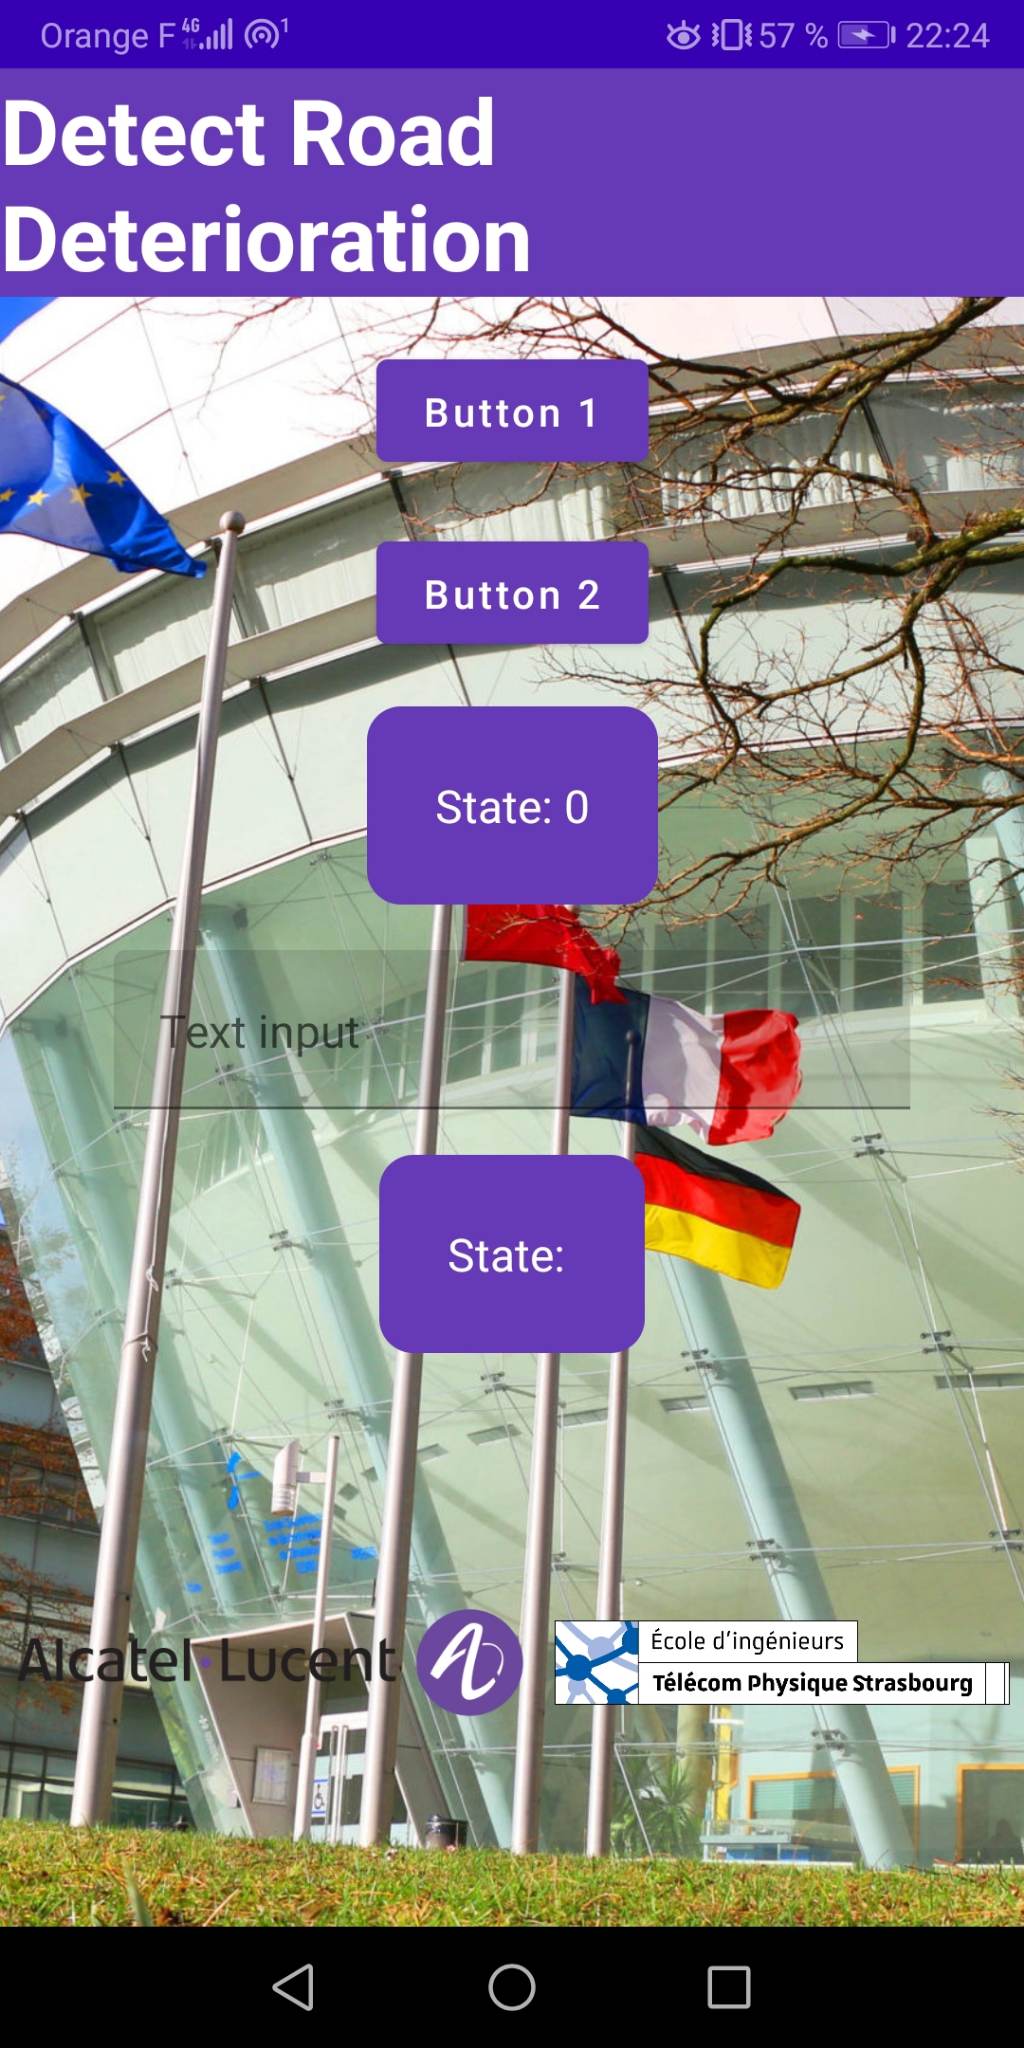 Orange F 4G 1 57 % 22:24
Detect Road
Deterioration
Button 1
Button 2
State: 0
Text input
State:
Alcatel·Lucent
École d'ingénieurs
Télécom Physique Strasbourg